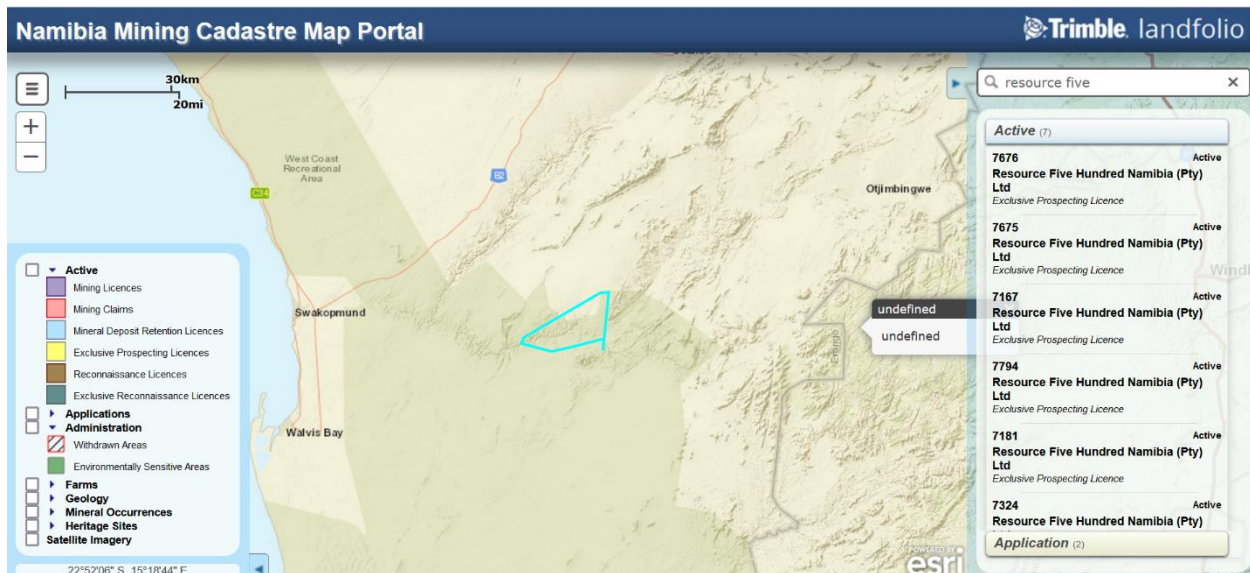 Namibia Mining Cadastre Map Portal
Trimble. landfolio
30km
20mi
+
−
West Coast
Recreational
Area
C34
B2
Otjimbingwe
Swakopmund
Walvis Bay
Erongo
undefined
undefined
resource five
Active (7)
7676 Active
Resource Five Hundred Namibia (Pty)
Ltd
Exclusive Prospecting Licence
7675 Active
Resource Five Hundred Namibia (Pty)
Ltd
Exclusive Prospecting Licence
7167 Active
Resource Five Hundred Namibia (Pty)
Ltd
Exclusive Prospecting Licence
7794 Active
Resource Five Hundred Namibia (Pty)
Ltd
Exclusive Prospecting Licence
7181 Active
Resource Five Hundred Namibia (Pty)
Ltd
Exclusive Prospecting Licence
7324 Active
Resource Five Hundred Namibia (Pty)
Application (2)
Active
Mining Licences
Mining Claims
Mineral Deposit Retention Licences
Exclusive Prospecting Licences
Reconnaissance Licences
Exclusive Reconnaissance Licences
Applications
Administration
Withdrawn Areas
Environmentally Sensitive Areas
Farms
Geology
Mineral Occurrences
Heritage Sites
Satellite Imagery
22°52'06" S, 15°18'44" E
POWERED BY
esri